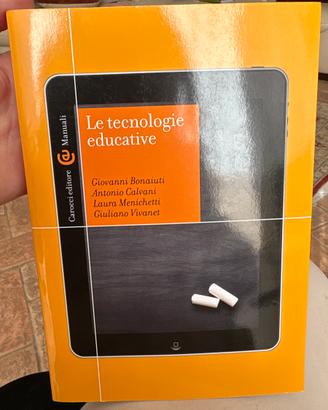 Le tecnologie
educative
Giovanni Bonaiuti
Antonio Calvani
Laura Menichetti
Giuliano Vivanet
Carocci editore @ Manuali